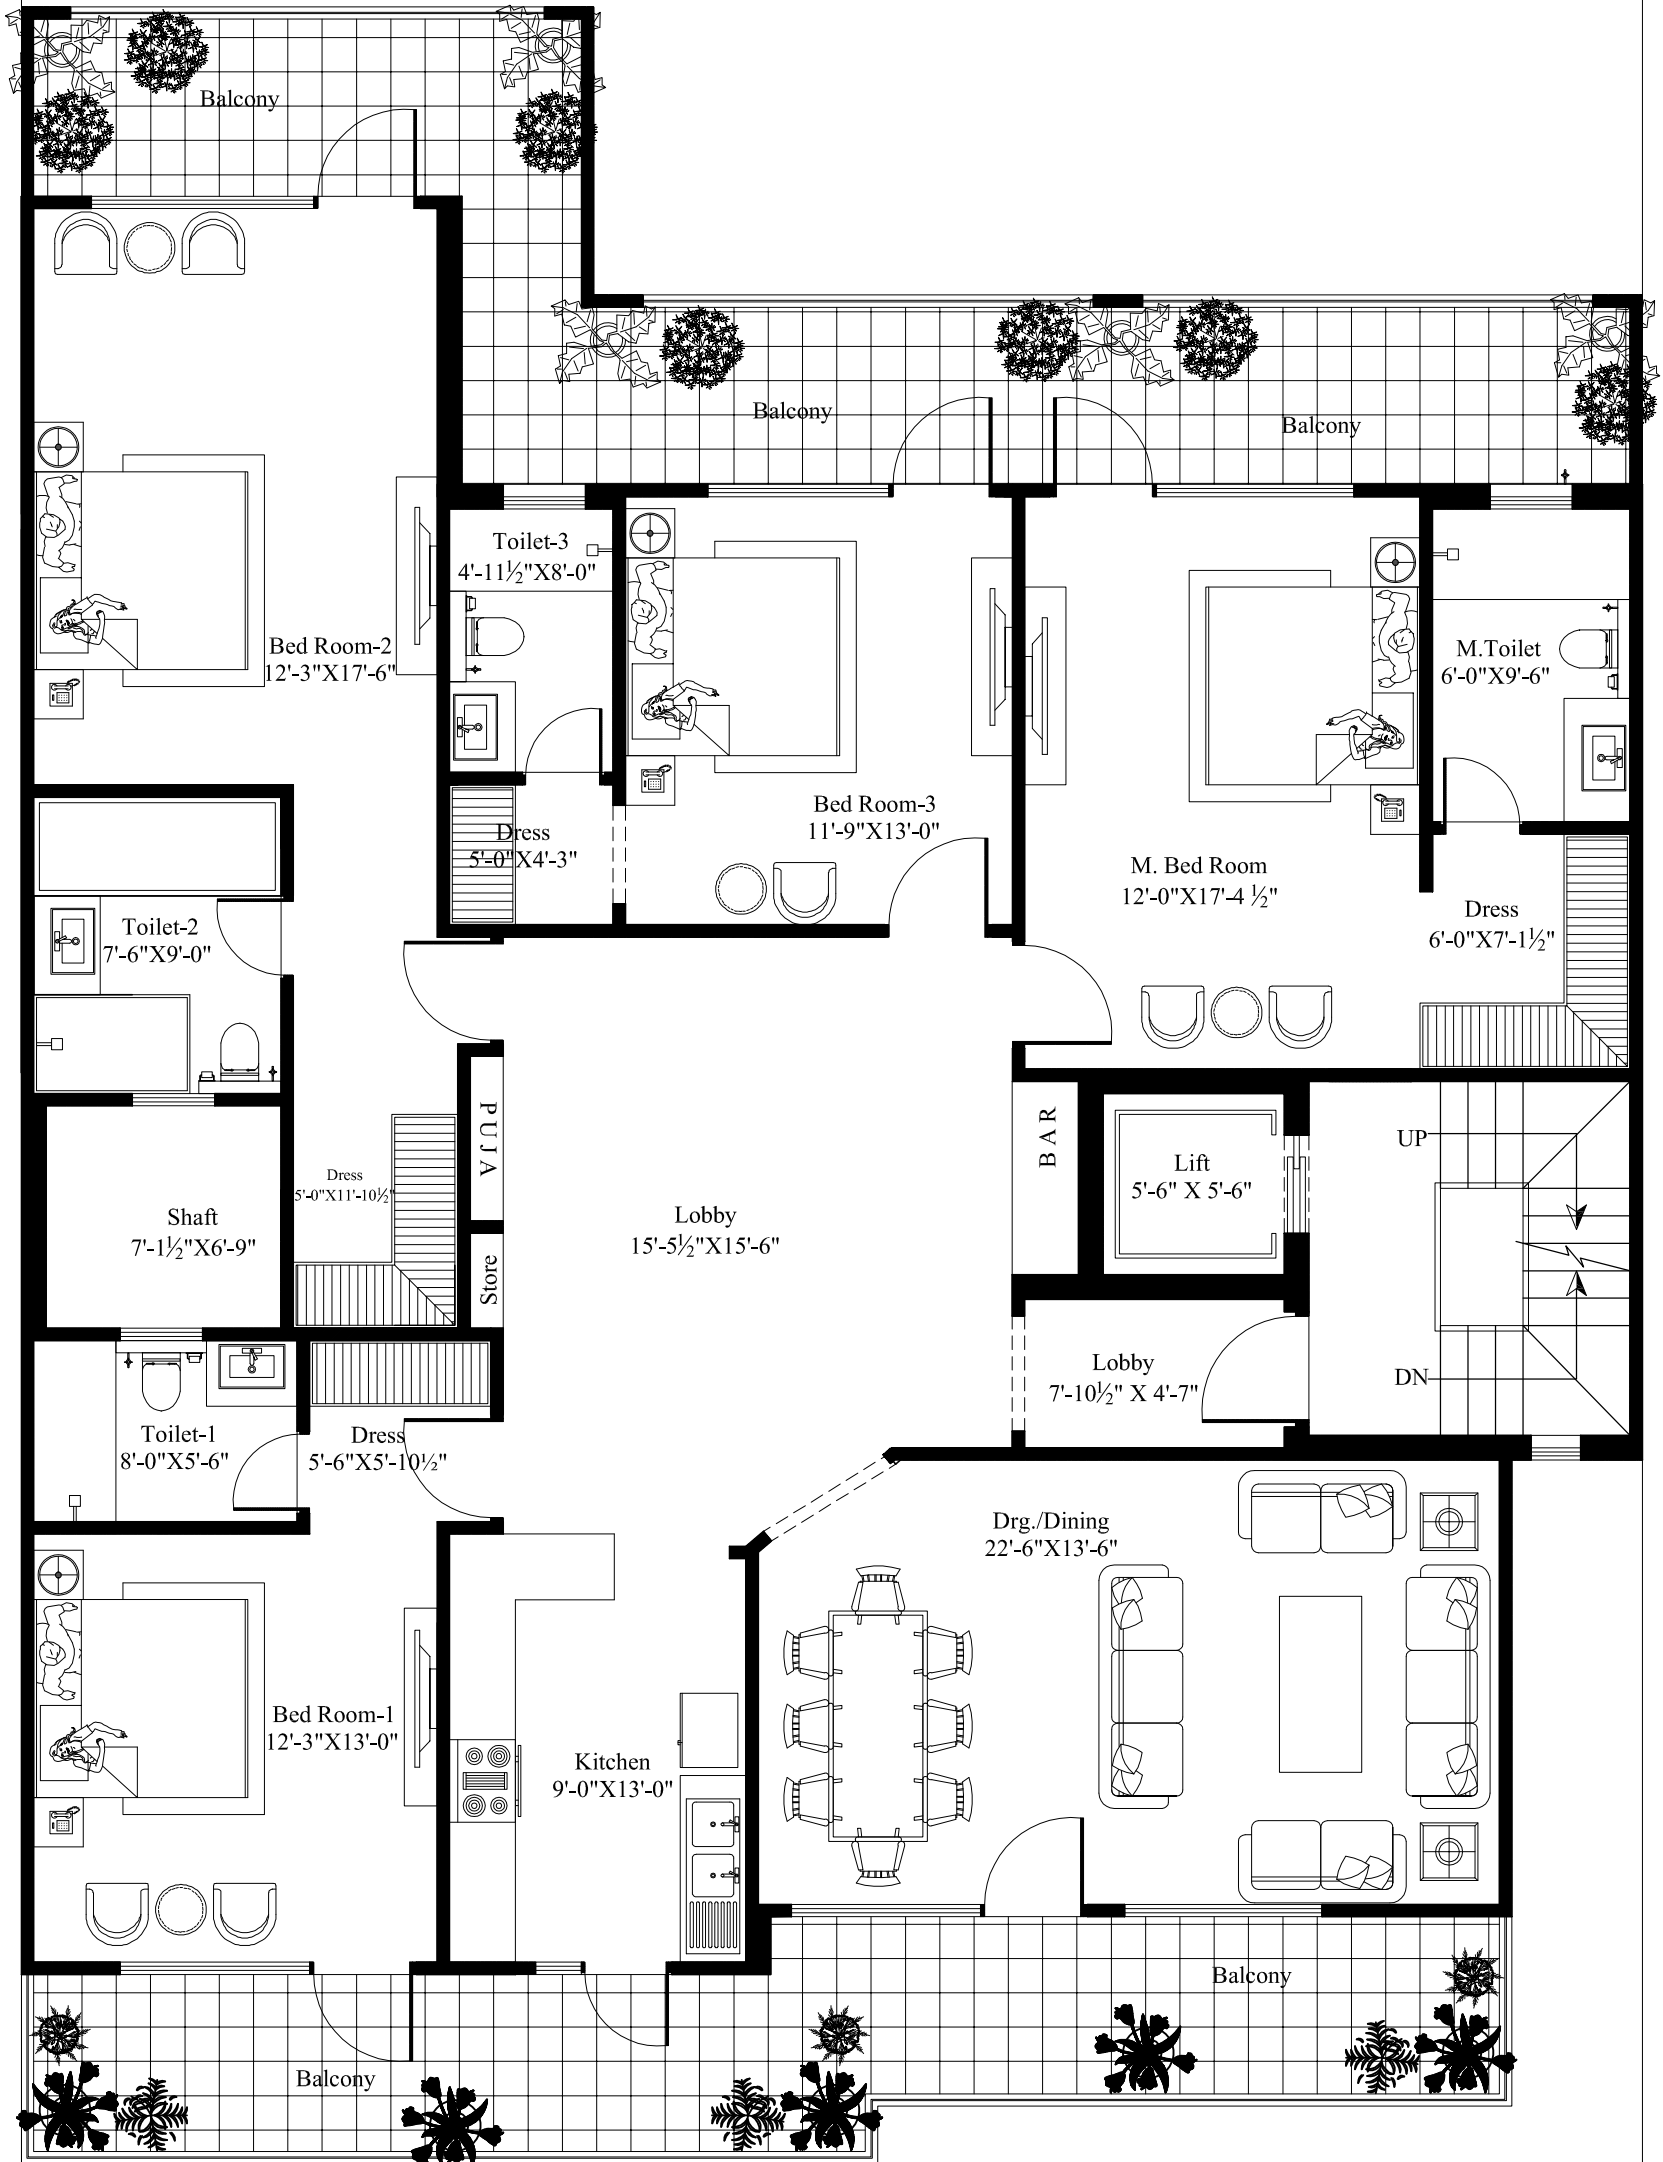 Balcony
Balcony
Balcony
Toilet-3
4'-11½"X8'-0"
Bed Room-2
12'-3"X17'-6"
M.Toilet
6'-0"X9'-6"
Bed Room-3
11'-9"X13'-0"
Dress
5'-0"X4'-3"
M. Bed Room
12'-0"X17'-4 ½"
Dress
6'-0"X7'-1½"
Toilet-2
7'-6"X9'-0"
PUJA
BAR
UP
Lift
5'-6" X 5'-6"
Dress
5'-0"X11'-10½"
Shaft
7'-1½"X6'-9"
Lobby
15'-5½"X15'-6"
Store
Lobby
7'-10½" X 4'-7"
DN
Toilet-1
8'-0"X5'-6"
Dress
5'-6"X5'-10½"
Drg./Dining
22'-6"X13'-6"
Bed Room-1
12'-3"X13'-0"
Kitchen
9'-0"X13'-0"
Balcony
Balcony